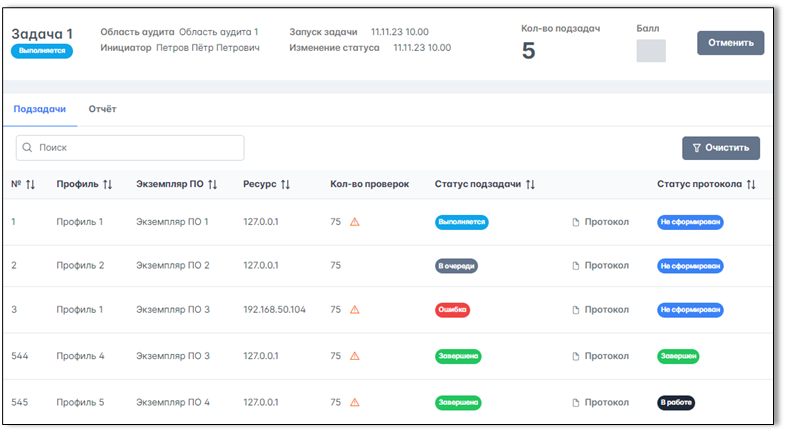 Задача 1
Выполняется
Область аудита Область аудита 1
Инициатор Петров Пётр Петрович
Запуск задачи 11.11.23 10.00
Изменение статуса 11.11.23 10.00
Кол-во подзадач
5
Балл
Отменить
Подзадачи Отчёт
Поиск
Очистить
№ Профиль Экземпляр ПО Ресурс Кол-во проверок Статус подзадачи Статус протокола
1 Профиль 1 Экземпляр ПО 1 127.0.0.1 75 Выполняется Протокол Не сформирован
2 Профиль 2 Экземпляр ПО 2 127.0.0.1 75 В очереди Протокол Не сформирован
3 Профиль 1 Экземпляр ПО 3 192.168.50.104 75 Ошибка Протокол Не сформирован
544 Профиль 4 Экземпляр ПО 3 127.0.0.1 75 Завершена Протокол Завершен
545 Профиль 5 Экземпляр ПО 4 127.0.0.1 75 Завершена Протокол В работе